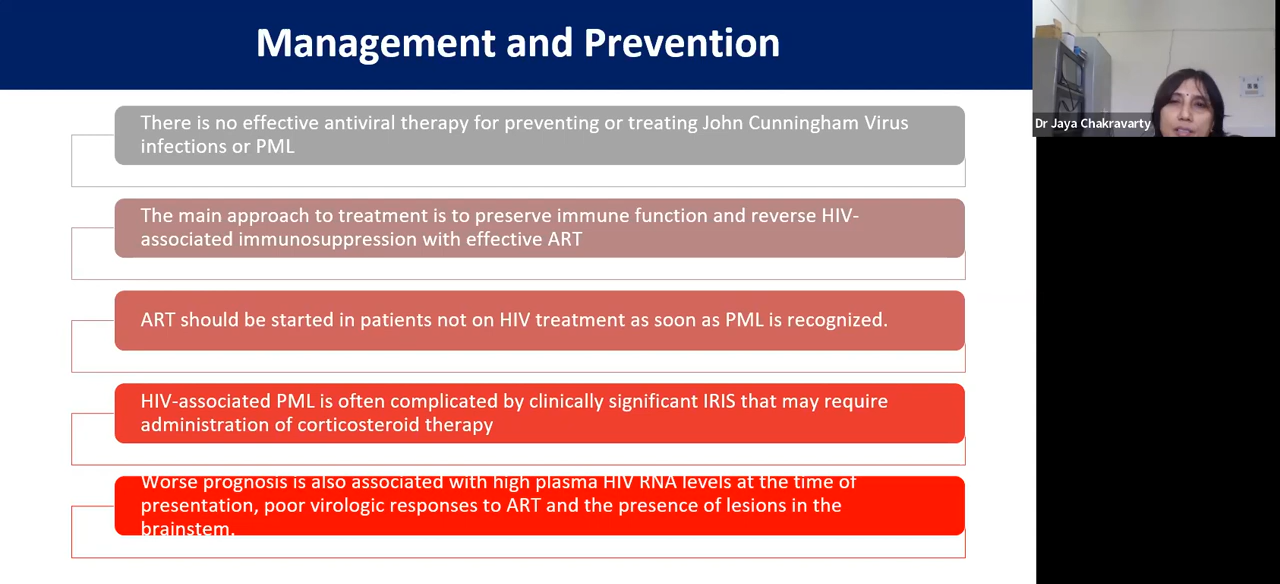 Management and Prevention
There is no effective antiviral therapy for preventing or treating John Cunningham Virus
infections or PML
The main approach to treatment is to preserve immune function and reverse HIV-
associated immunosuppression with effective ART
ART should be started in patients not on HIV treatment as soon as PML is recognized.
HIV-associated PML is often complicated by clinically significant IRIS that may require
administration of corticosteroid therapy
Worse prognosis is also associated with high plasma HIV RNA levels at the time of
presentation, poor virologic responses to ART and the presence of lesions in the
brainstem.
Dr Jaya Chakravarty